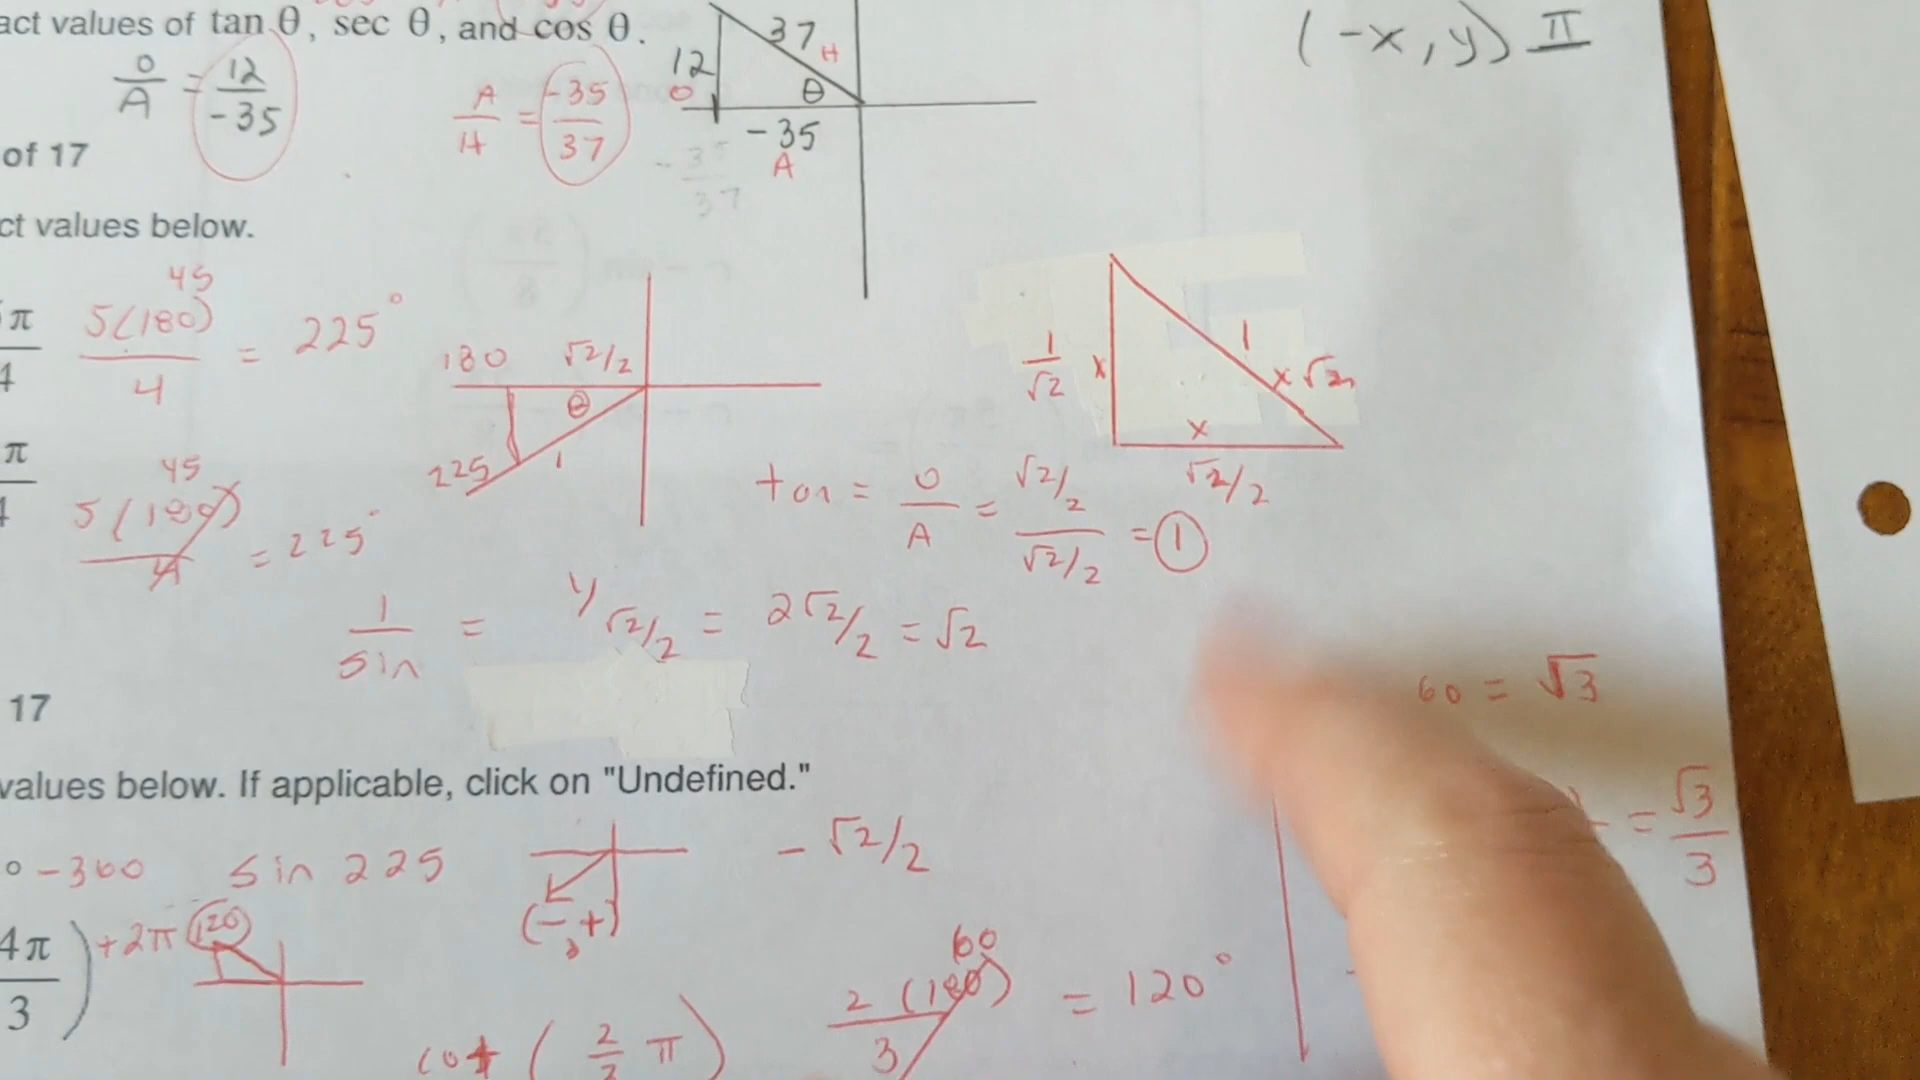 act values of tan θ, sec θ, and cos θ.
O/A = 12/-35
A/H = -35/37
12
O
37
H
θ
-35
A
-35/37
(-x, y) II
of 17
ct values below.
π/4 5(180)/4 = 225°
45
180
√2/2
θ
225
1
1/√2
x
1
x√2
x
√2/2
π/4 5(180)/4 = 225°
45
tan = O/A = √2/2 / √2/2 = 1
1/sin = 1/√2/2 = 2√2/2 = √2
60 = √3
17
values below. If applicable, click on "Undefined."
= √3/3
° -360 sin 225
(-,+)
- √2/2
4π/3) +2π
120
cot (2/3 π)
2(180)/3 = 120°
60